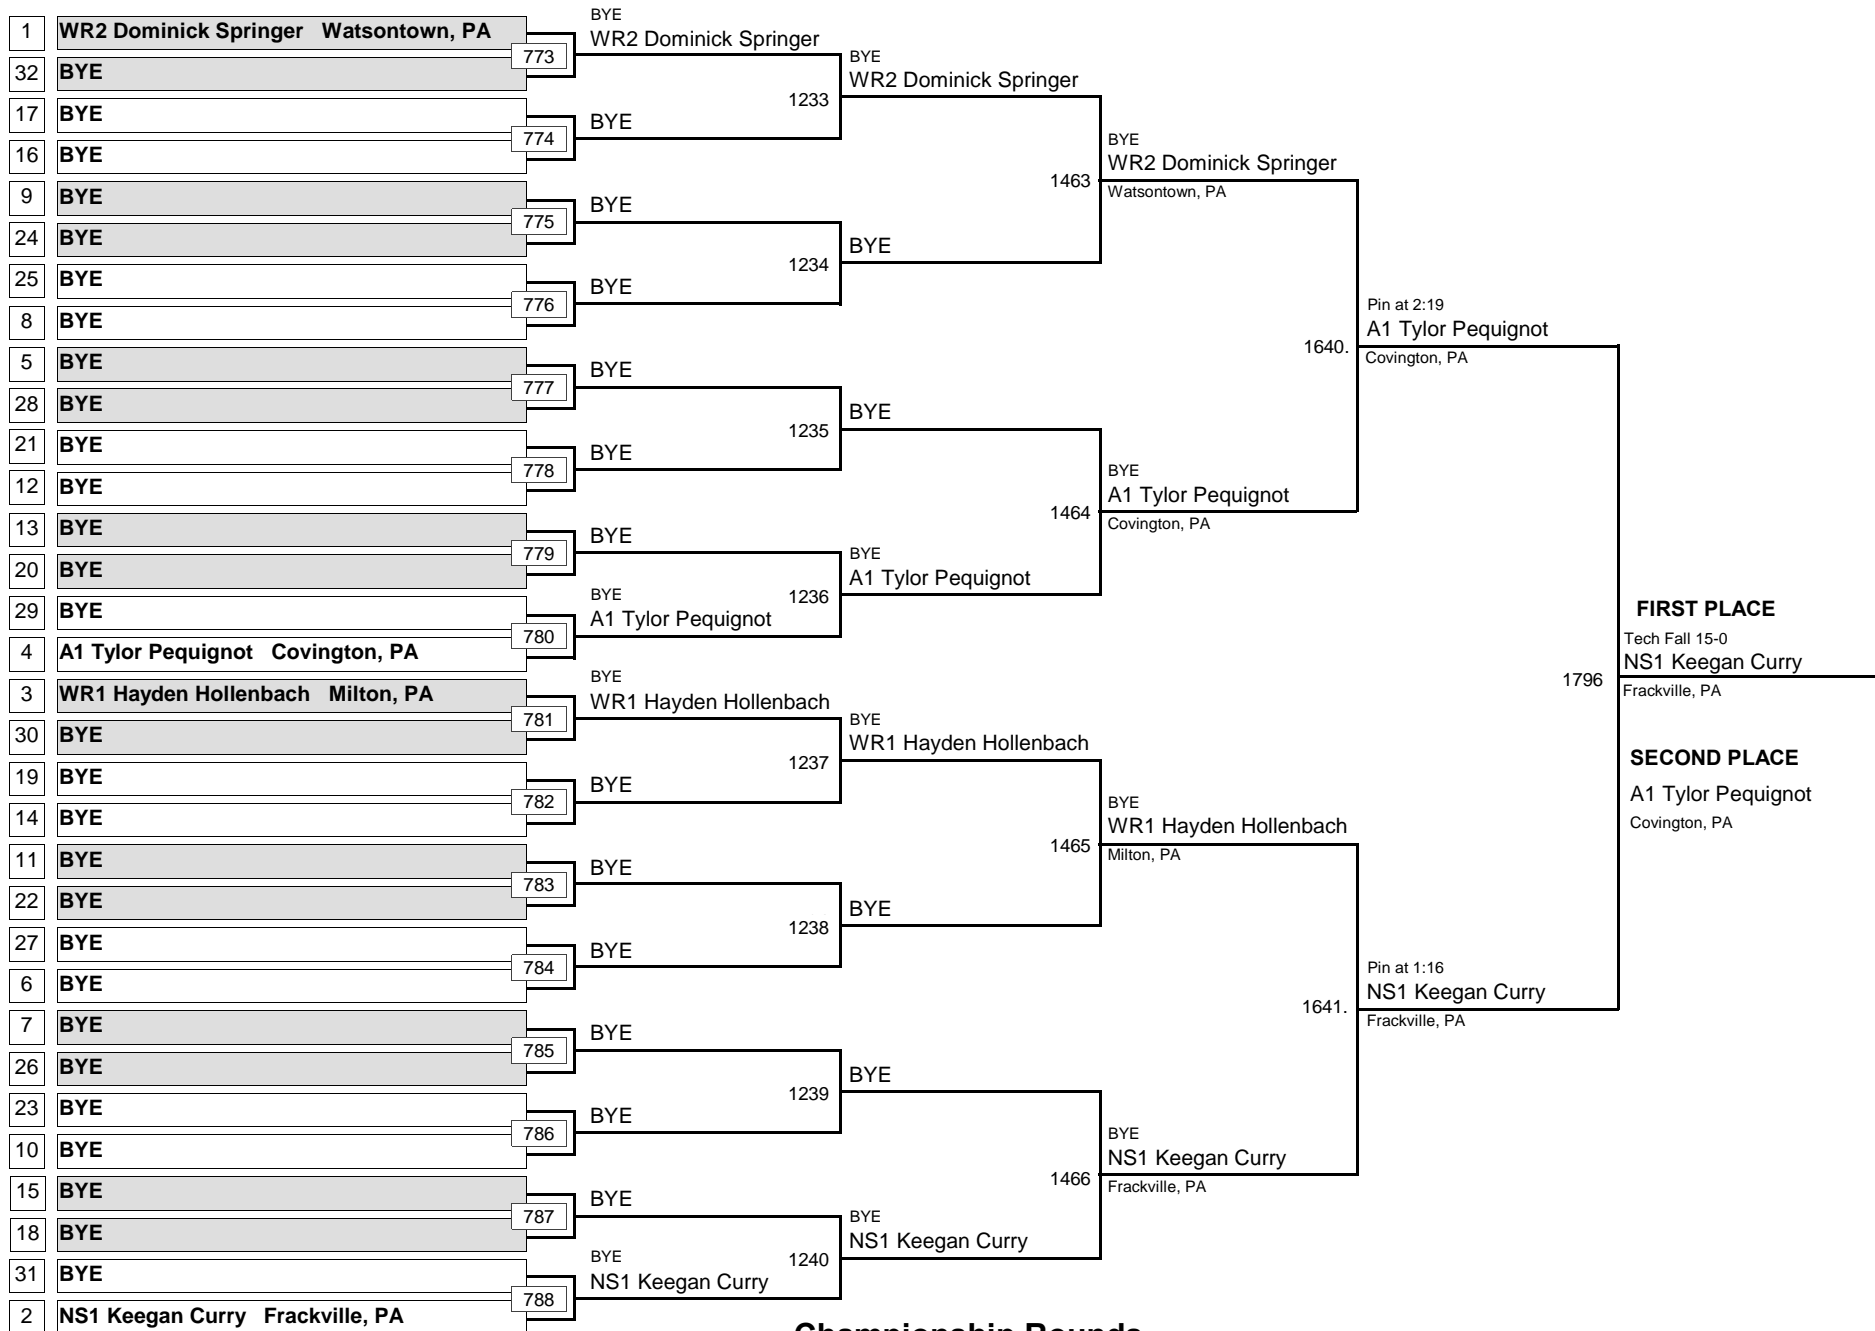 1 WR2 Dominick Springer Watsontown, PA
32 BYE
17 BYE
16 BYE
9 BYE
24 BYE
25 BYE
8 BYE
5 BYE
28 BYE
21 BYE
12 BYE
13 BYE
20 BYE
29 BYE
4 A1 Tylor Pequignot Covington, PA
3 WR1 Hayden Hollenbach Milton, PA
30 BYE
19 BYE
14 BYE
11 BYE
22 BYE
27 BYE
6 BYE
7 BYE
26 BYE
23 BYE
10 BYE
15 BYE
18 BYE
31 BYE
2 NS1 Keegan Curry Frackville, PA
773
774
775
776
777
778
779
780
781
782
783
784
785
786
787
788
BYE
WR2 Dominick Springer
BYE
BYE
BYE
BYE
BYE
BYE
BYE
A1 Tylor Pequignot
BYE
WR1 Hayden Hollenbach
BYE
BYE
BYE
BYE
BYE
BYE
BYE
NS1 Keegan Curry
1233
1234
1235
1236
1237
1238
1239
1240
BYE
WR2 Dominick Springer
BYE
BYE
BYE
A1 Tylor Pequignot
BYE
WR1 Hayden Hollenbach
BYE
BYE
BYE
NS1 Keegan Curry
1463
1464
1465
1466
BYE
WR2 Dominick Springer
Watsontown, PA
BYE
A1 Tylor Pequignot
Covington, PA
BYE
WR1 Hayden Hollenbach
Milton, PA
BYE
NS1 Keegan Curry
Frackville, PA
1640.
1641.
Pin at 2:19
A1 Tylor Pequignot
Covington, PA
Pin at 1:16
NS1 Keegan Curry
Frackville, PA
1796
FIRST PLACE
Tech Fall 15-0
NS1 Keegan Curry
Frackville, PA
SECOND PLACE
A1 Tylor Pequignot
Covington, PA
Championship Rounds